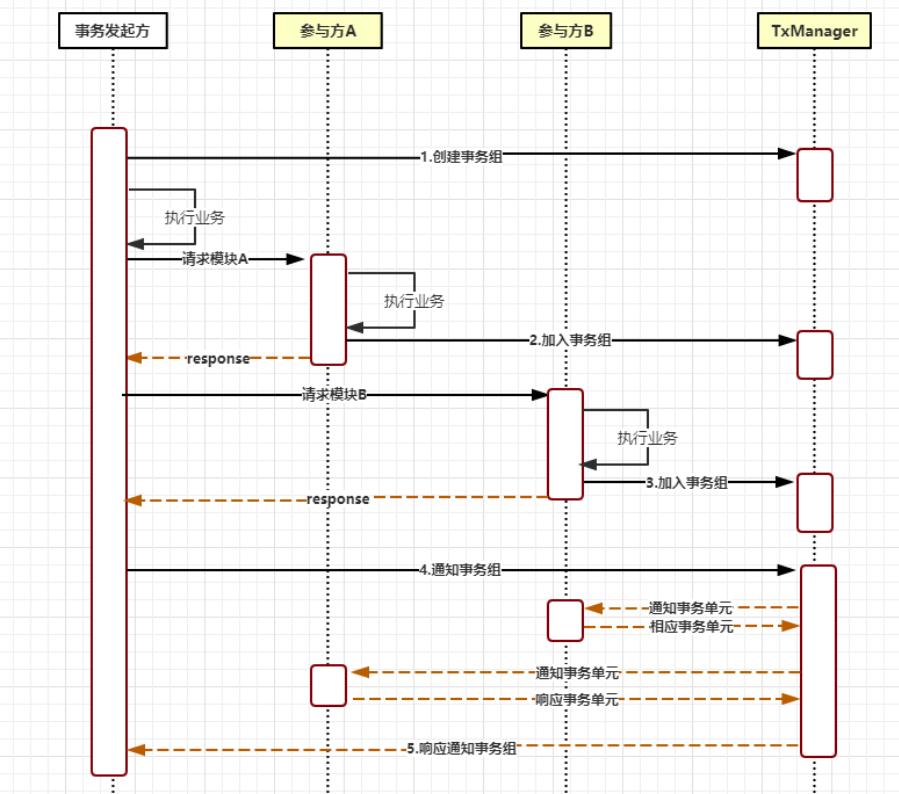 事务发起方
参与方A
参与方B
TxManager
1.创建事务组
执行业务
请求模块A
执行业务
2.加入事务组
response
请求模块B
执行业务
3.加入事务组
response
4.通知事务组
通知事务单元
相应事务单元
通知事务单元
响应事务单元
5.响应通知事务组